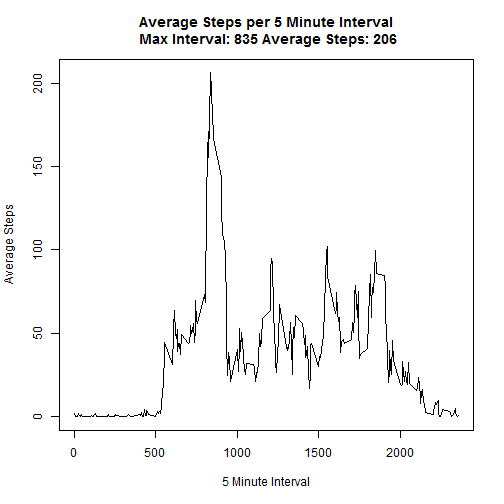 Average Steps per 5 Minute Interval
Max Interval: 835 Average Steps: 206
200
150
100
50
0
Average Steps
0 500 1000 1500 2000
5 Minute Interval